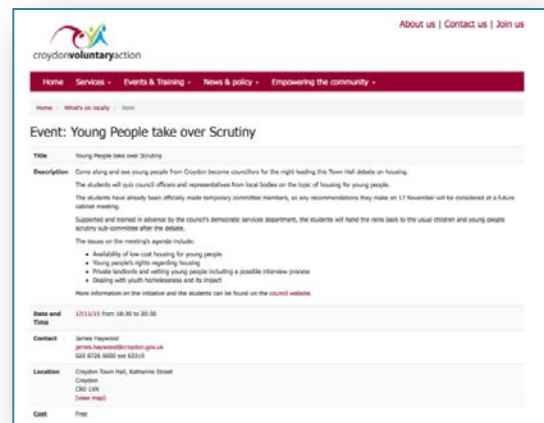 About us | Contact us | Join us
croydonvoluntaryaction
Home Services Events & Training News & policy Empowering the community
Home / What's on locally / Item
Event: Young People take over Scrutiny
Title Young People take over Scrutiny
Description Come along and see young people from Croydon become councillors for the night leading this Town Hall debate on housing.
The students will quiz council officers and representatives from local bodies on the topic of housing for young people.
The students have already been officially made temporary committee members, so any recommendations they make on 17 November will be considered at a future
cabinet meeting.
Supported and trained in advance by the council's democratic services department, the students will hand the reins back to the usual children and young people
scrutiny sub-committee after the debate.
The issues on the meeting's agenda include:
• Availability of low cost housing for young people
• Young people's rights regarding housing
• Private landlords and vetting young people including a possible interview process
• Dealing with youth homelessness and its impact
More information on the initiative and the students can be found on the council website.
Date and
Time 17/11/15 from 18:30 to 20:30
Contact James Haywood
james.haywood@croydon.gov.uk
020 8726 6000 ext 63319
Location Croydon Town Hall, Katharine Street
Croydon
CR0 1XN
(view map)
Cost Free